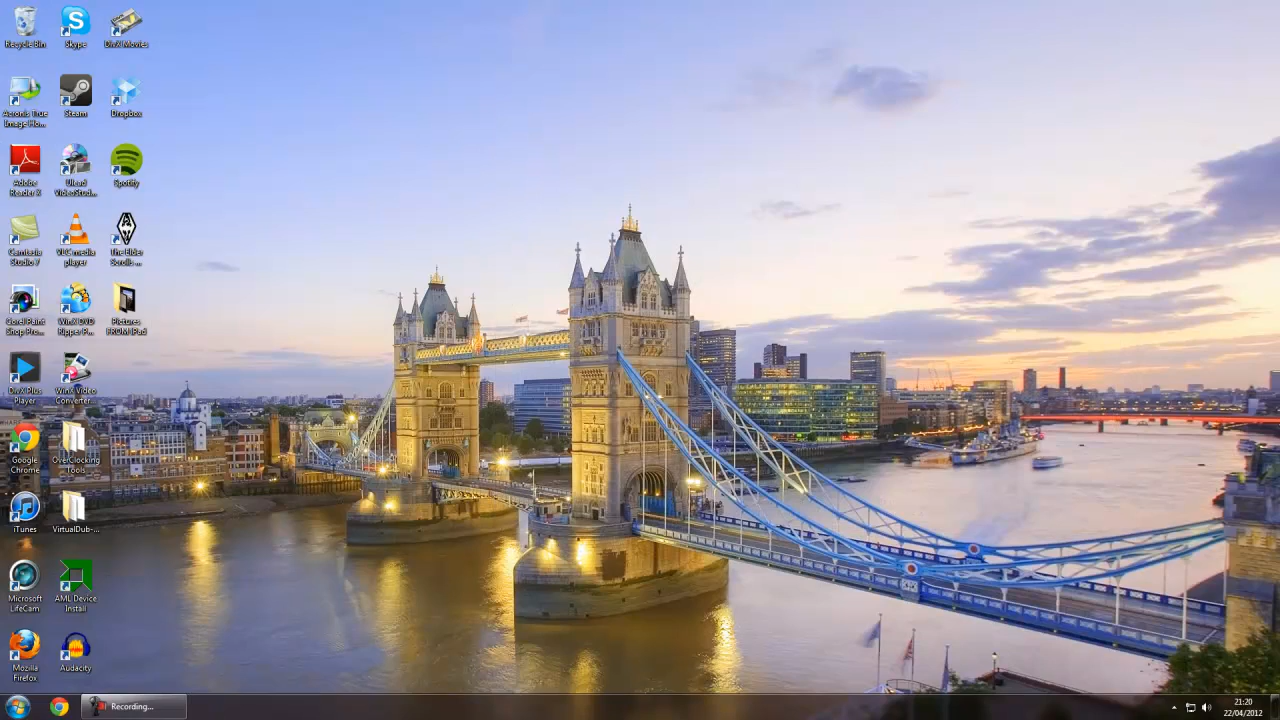 Recycle Bin
Skype
DivX Movies
Acronis True
Image Ho...
Steam
Dropbox
Adobe
Reader X
Ulead
VideoStud...
Spotify
Camtasia
Studio 7
VLC media
player
The Elder
Scrolls ...
Corel Paint
Shop Pro...
WinX DVD
Ripper P...
Pictures
FROM iPad
DivX Plus
Player
WinX Video
Converter...
Google
Chrome
OverClocking
Tools
iTunes
VirtualDub-...
Microsoft
LifeCam
AML Device
Install
Mozilla
Firefox
Audacity
Recording...
21:20
22/04/2012